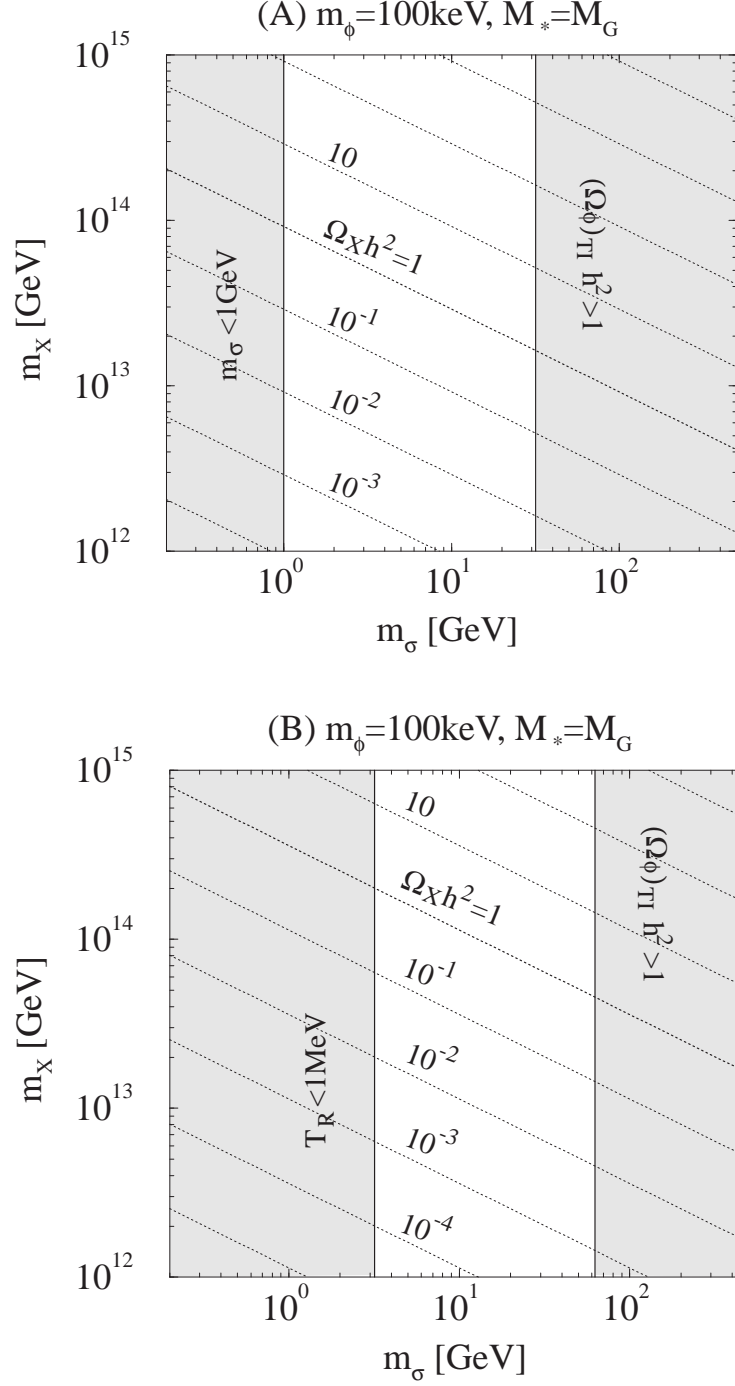 (A) m_ϕ=100keV, M_*=M_G
10^15
10^14
10^13
10^12
m_X [GeV]
10
Ω_X h^2=1
10^-1
10^-2
10^-3
m_σ <1GeV
(Ω_ϕ)_TI h^2 >1
10^0
10^1
10^2
m_σ [GeV]
(B) m_ϕ=100keV, M_*=M_G
10^15
10^14
10^13
10^12
m_X [GeV]
10
Ω_X h^2=1
10^-1
10^-2
10^-3
10^-4
T_R <1MeV
(Ω_ϕ)_TI h^2 >1
10^0
10^1
10^2
m_σ [GeV]